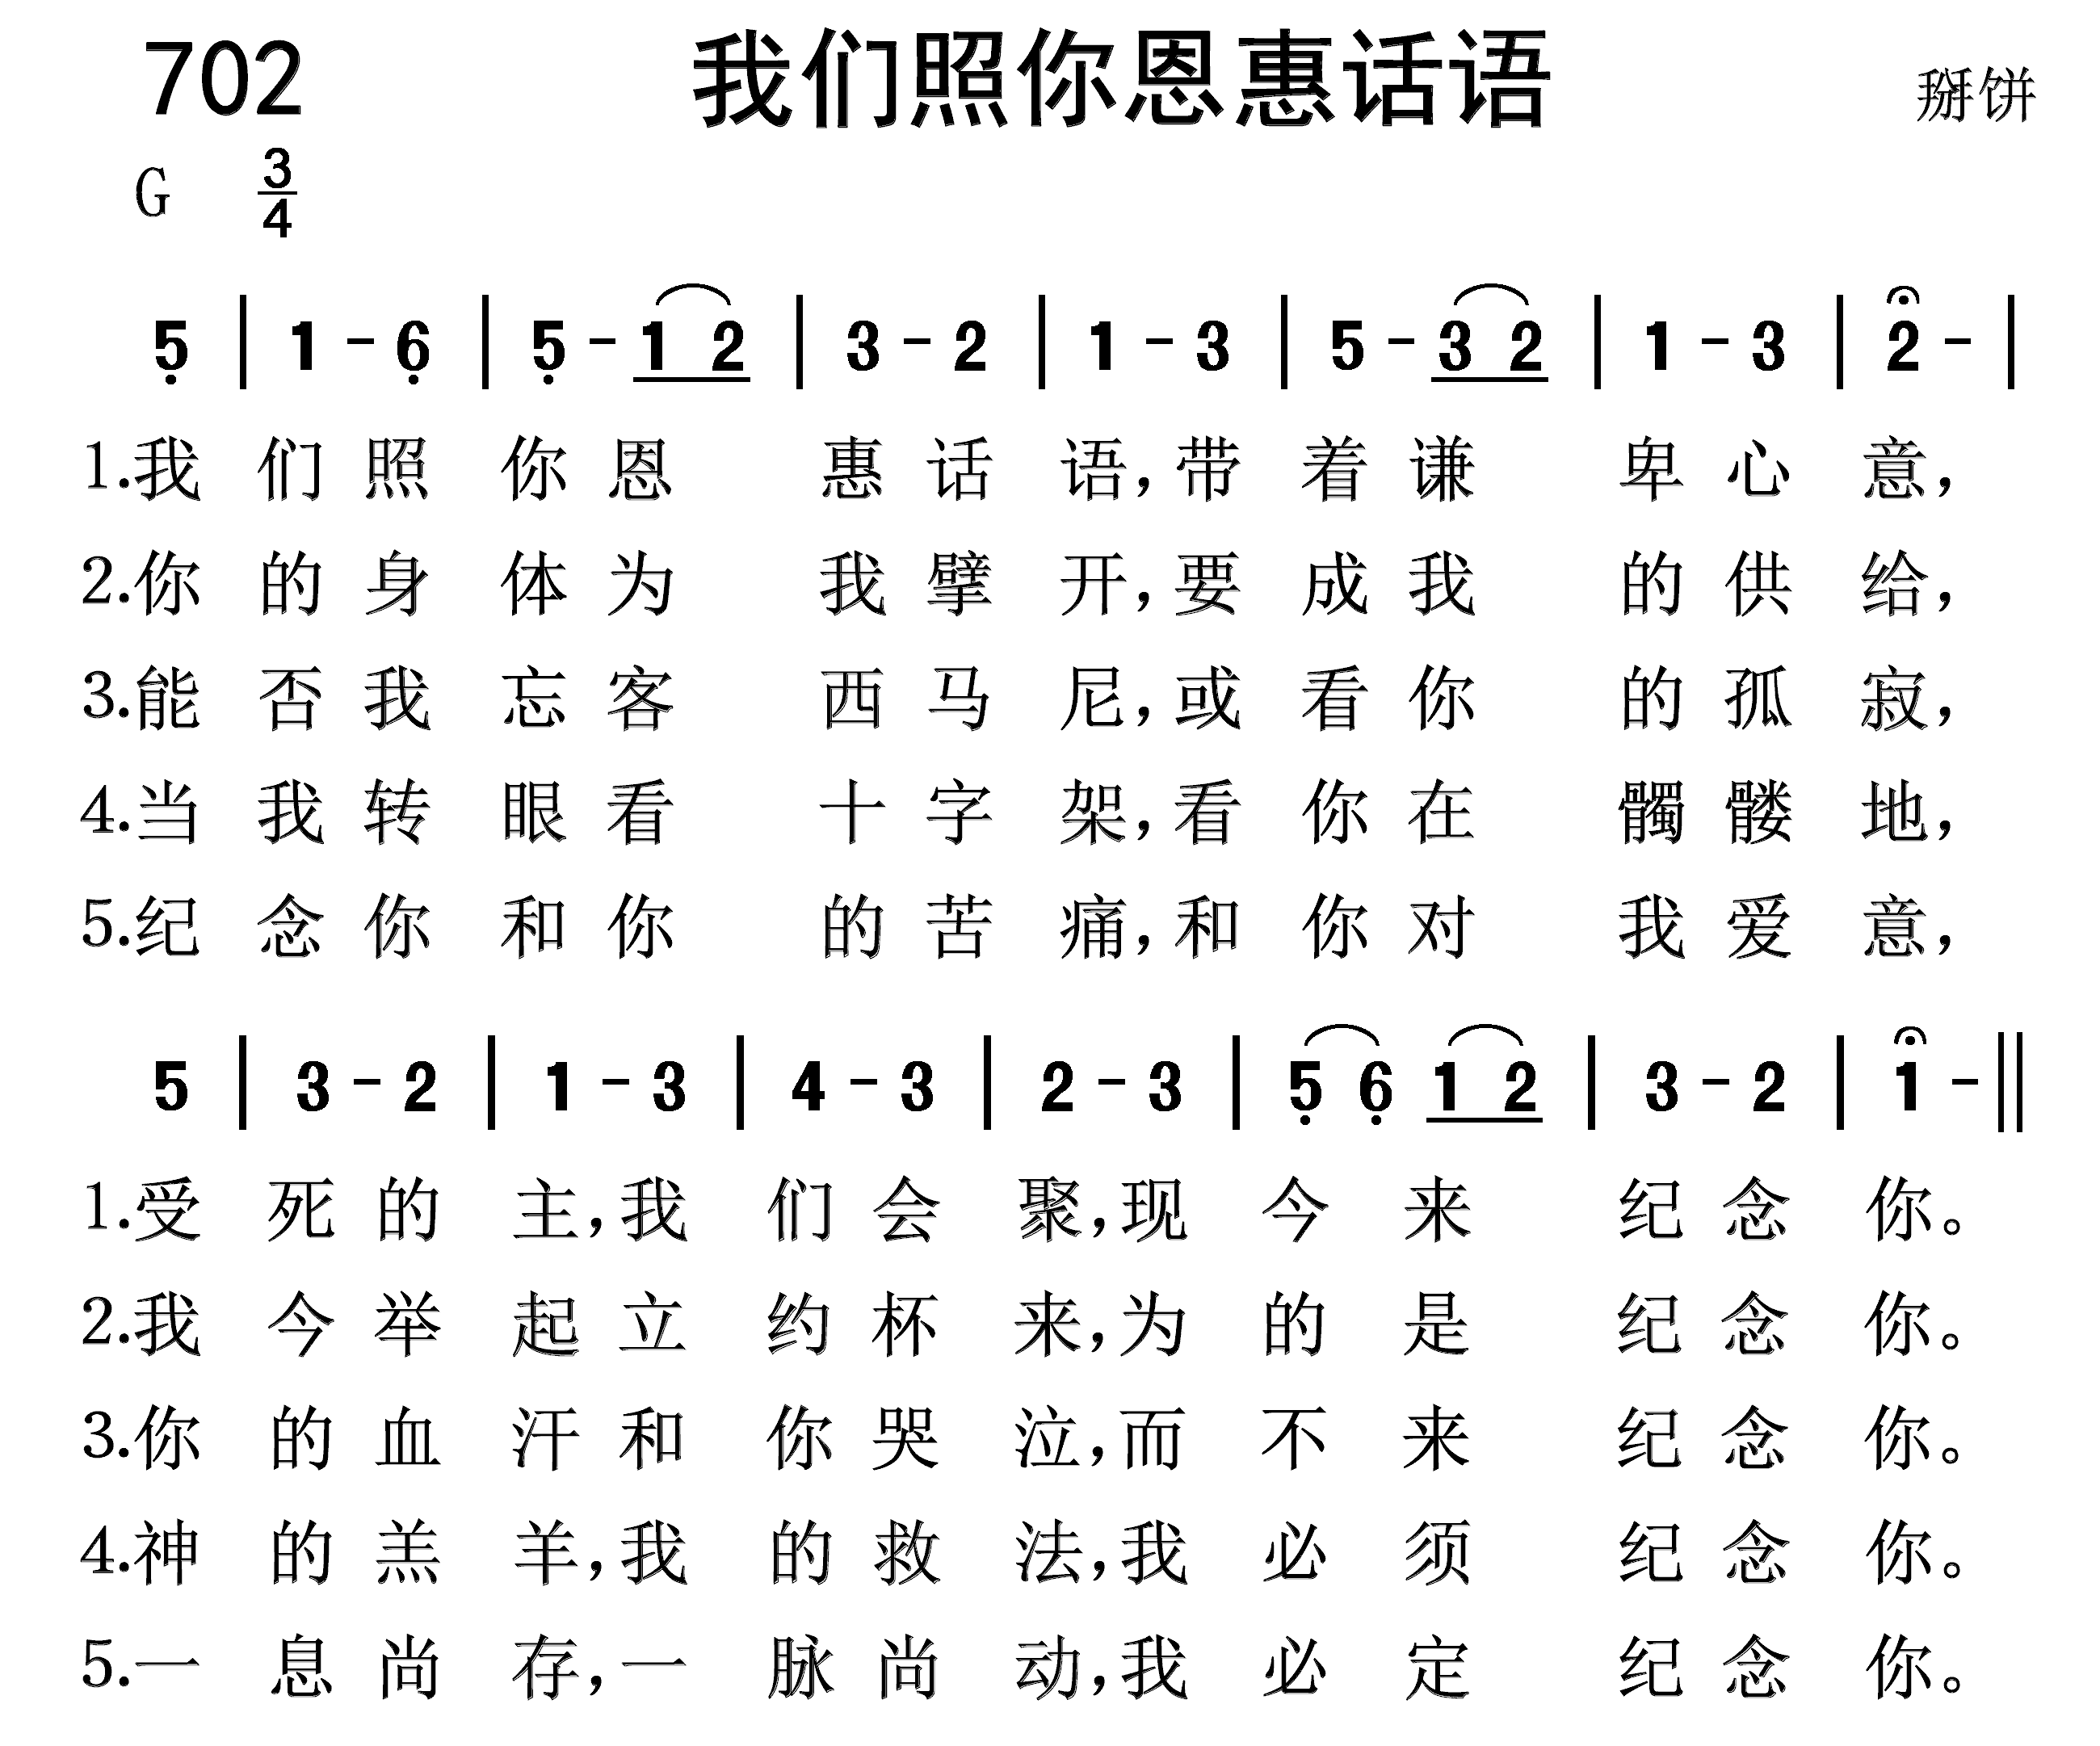 702 我们照你恩惠话语 掰饼
G 3/4
5 | 1 - 6 | 5 - 1 2 | 3 - 2 | 1 - 3 | 5 - 3 2 | 1 - 3 | 2 - |
1.我们照你恩惠话语，带着谦卑心意，
2.你的身体为我擘开，要成我的供给，
3.能否我忘客西马尼，或看你的孤寂，
4.当我转眼看十字架，看你在髑髅地，
5.纪念你和你的苦痛，和你对我爱意，
5 | 3 - 2 | 1 - 3 | 4 - 3 | 2 - 3 | 5 6 1 2 | 3 - 2 | 1 - ||
1.受死的主，我们会聚，现今来纪念你。
2.我今举起立约杯来，为的是纪念你。
3.你的血汗和你哭泣，而不来纪念你。
4.神的羔羊，我的救法，我必须纪念你。
5.一息尚存，一脉尚动，我必定纪念你。